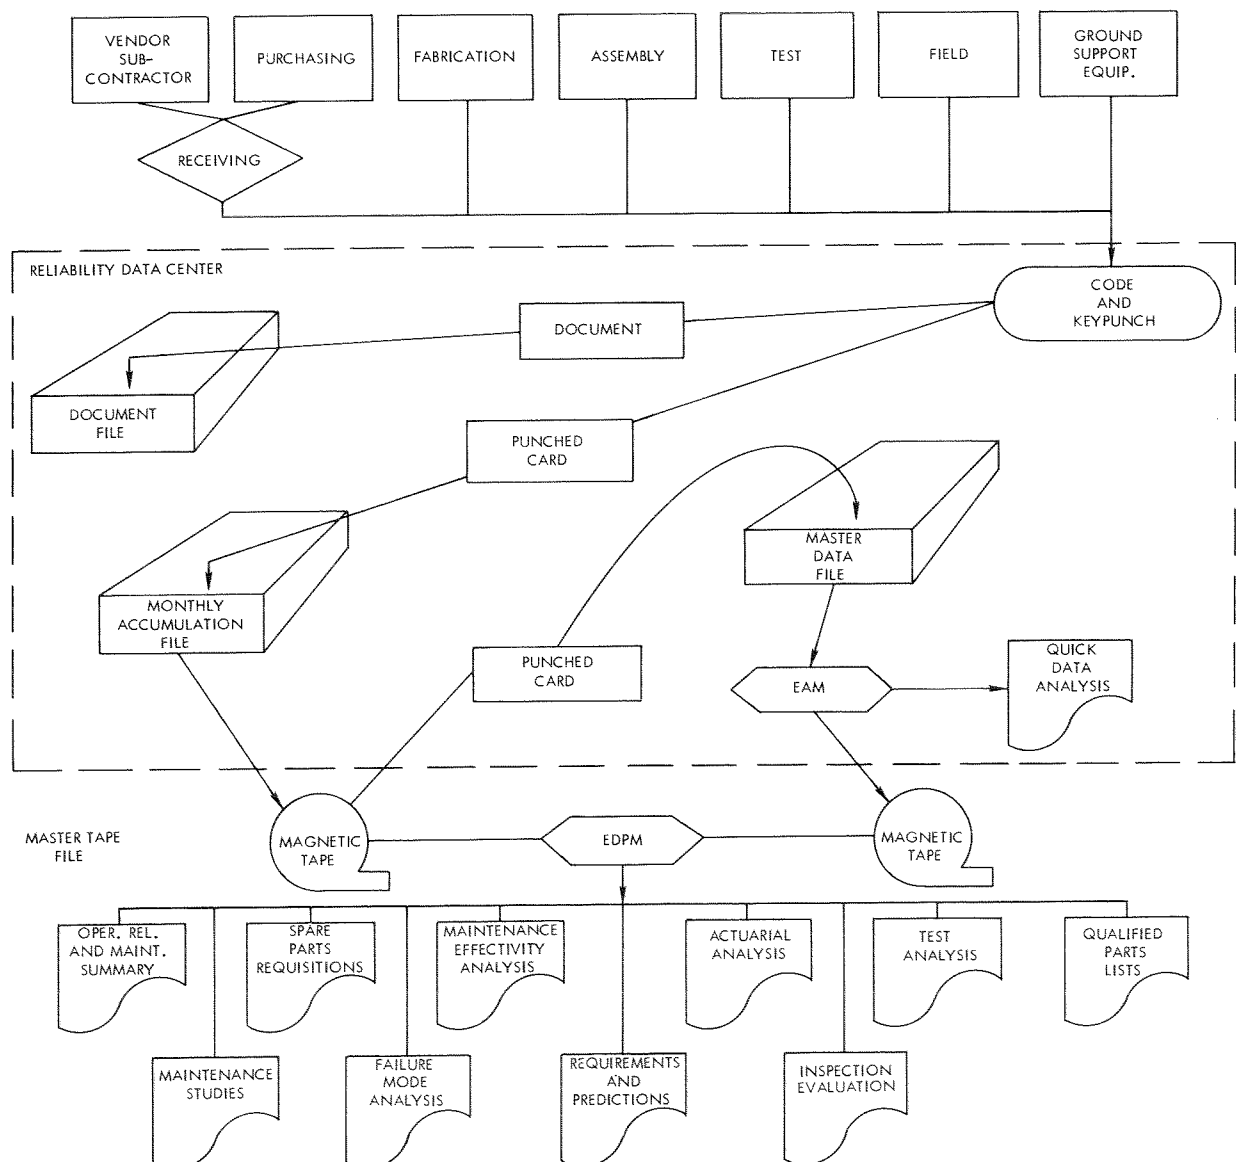 VENDOR
SUB-
CONTRACTOR
PURCHASING
FABRICATION
ASSEMBLY
TEST
FIELD
GROUND
SUPPORT
EQUIP.
RECEIVING
RELIABILITY DATA CENTER
CODE
AND
KEYPUNCH
DOCUMENT
DOCUMENT
FILE
PUNCHED
CARD
MASTER
DATA
FILE
MONTHLY
ACCUMULATION
FILE
PUNCHED
CARD
EAM
QUICK
DATA
ANALYSIS
MASTER TAPE
FILE
MAGNETIC
TAPE
EDPM
MAGNETIC
TAPE
OPER. REL.
AND MAINT.
SUMMARY
SPARE
PARTS
REQUISITIONS
MAINTENANCE
EFFECTIVITY
ANALYSIS
ACTUARIAL
ANALYSIS
TEST
ANALYSIS
QUALIFIED
PARTS
LISTS
MAINTENANCE
STUDIES
FAILURE
MODE
ANALYSIS
REQUIREMENTS
AND
PREDICTIONS
INSPECTION
EVALUATION